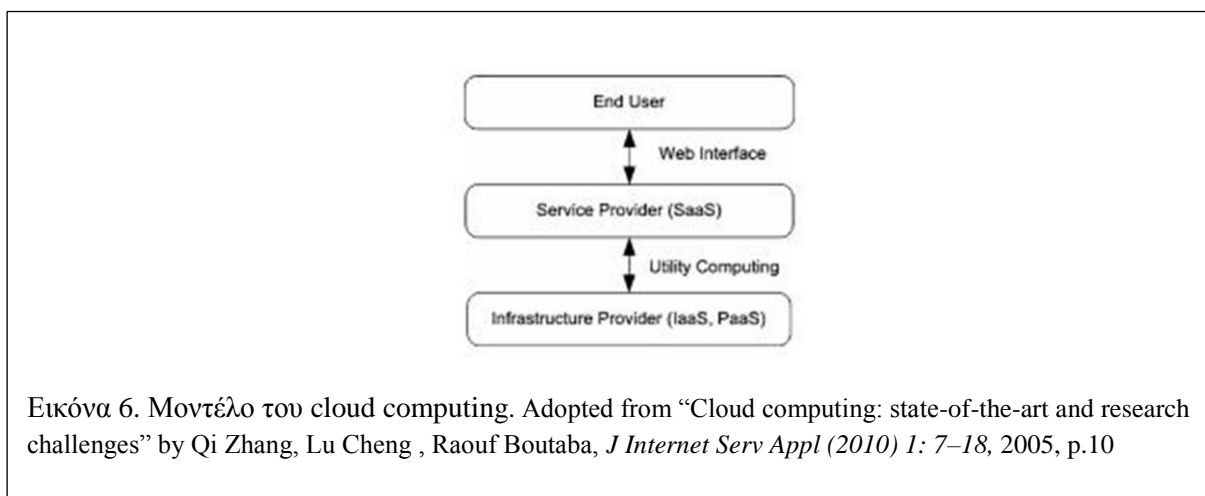 End User
Web Interface
Service Provider (SaaS)
Utility Computing
Infrastructure Provider (IaaS, PaaS)
Εικόνα 6. Μοντέλο του cloud computing. Adopted from “Cloud computing: state-of-the-art and research
challenges” by Qi Zhang, Lu Cheng , Raouf Boutaba, J Internet Serv Appl (2010) 1: 7–18, 2005, p.10